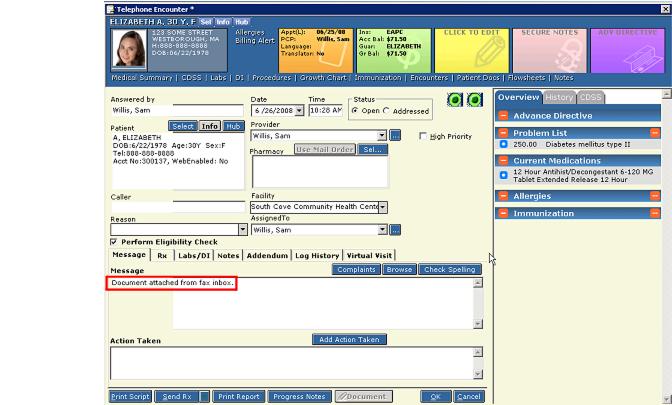 Telephone Encounter *
ELIZABETH A, 30 Y, F Sel Info Hub
123 SOME STREET
WESTBOROUGH, MA
H:888-888-8888
DOB:06/22/1978
Allergies
Billing Alert
Appt(L): 06/25/08
PCP: Willis, Sam
Language:
Translator: No
Ins: EAPC
Acc Bal: $71.50
Guar: ELIZABETH
Gr Bal: $71.50
CLICK TO EDIT
SECURE NOTES
ADV DIRECTIVE
Medical Summary | CDSS | Labs | DI | Procedures | Growth Chart | Immunization | Encounters | Patient Docs | Flowsheets | Notes
Answered by
Willis, Sam
Date
6 /26/2008
Time
10:28 AM
Status
Open Addressed
Patient Select Info Hub
A, ELIZABETH
DOB:6/22/1978 Age:30Y Sex:F
Tel:888-888-8888
Acct No:300137, WebEnabled: No
Provider
Willis, Sam ...
High Priority
Pharmacy Use Mail Order Sel...
Caller
Facility
South Cove Community Health Cente
Reason
AssignedTo
Willis, Sam ...
Perform Eligibility Check
Message Rx Labs/DI Notes Addendum Log History Virtual Visit
Message Complaints Browse Check Spelling
Document attached from fax inbox.
Action Taken Add Action Taken
Print Script Send Rx Print Report Progress Notes Document OK Cancel
Overview History CDSS
Advance Directive
Problem List
250.00 Diabetes mellitus type II
Current Medications
12 Hour Antihist/Decongestant 6-120 MG
Tablet Extended Release 12 Hour
Allergies
Immunization